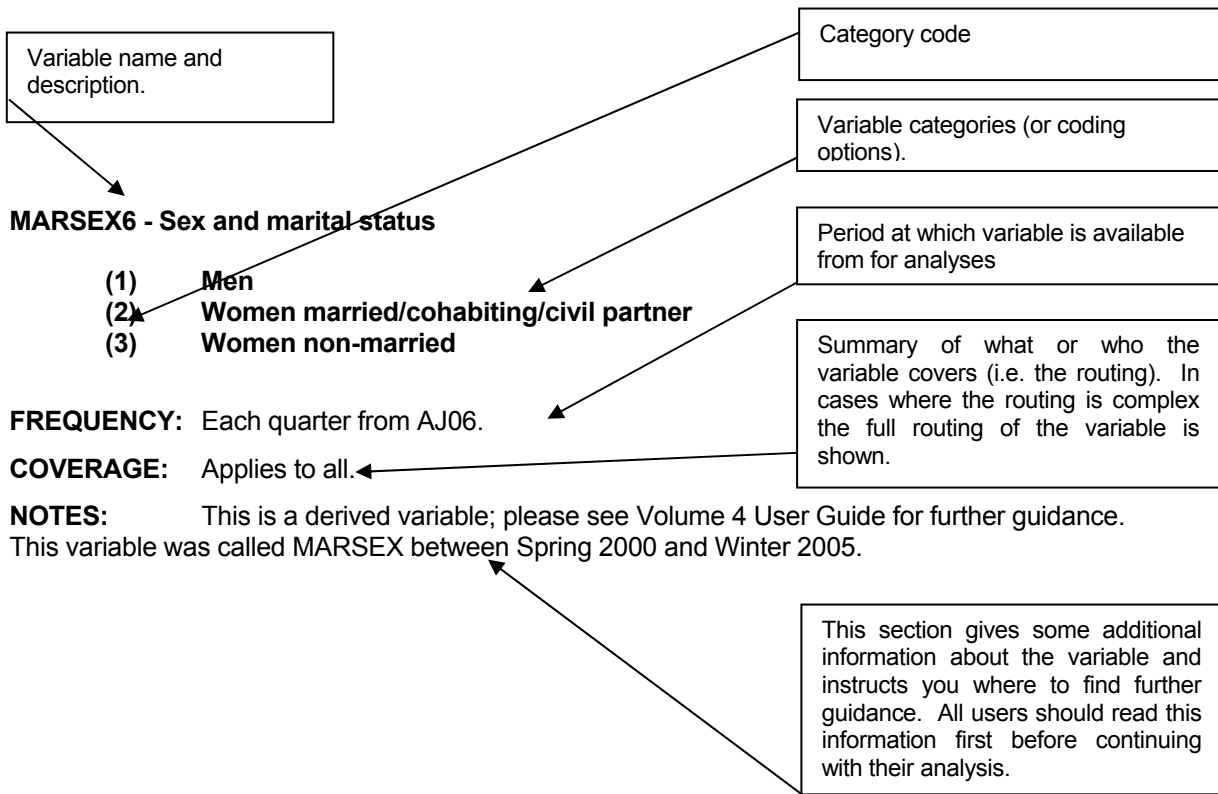 Variable name and
description.
Category code
Variable categories (or coding
options).
MARSEX6 - Sex and marital status
(1) Men
(2) Women married/cohabiting/civil partner
(3) Women non-married
Period at which variable is available
from for analyses
FREQUENCY: Each quarter from AJ06.
COVERAGE: Applies to all.
Summary of what or who the
variable covers (i.e. the routing). In
cases where the routing is complex
the full routing of the variable is
shown.
NOTES: This is a derived variable; please see Volume 4 User Guide for further guidance.
This variable was called MARSEX between Spring 2000 and Winter 2005.
This section gives some additional
information about the variable and
instructs you where to find further
guidance. All users should read this
information first before continuing
with their analysis.